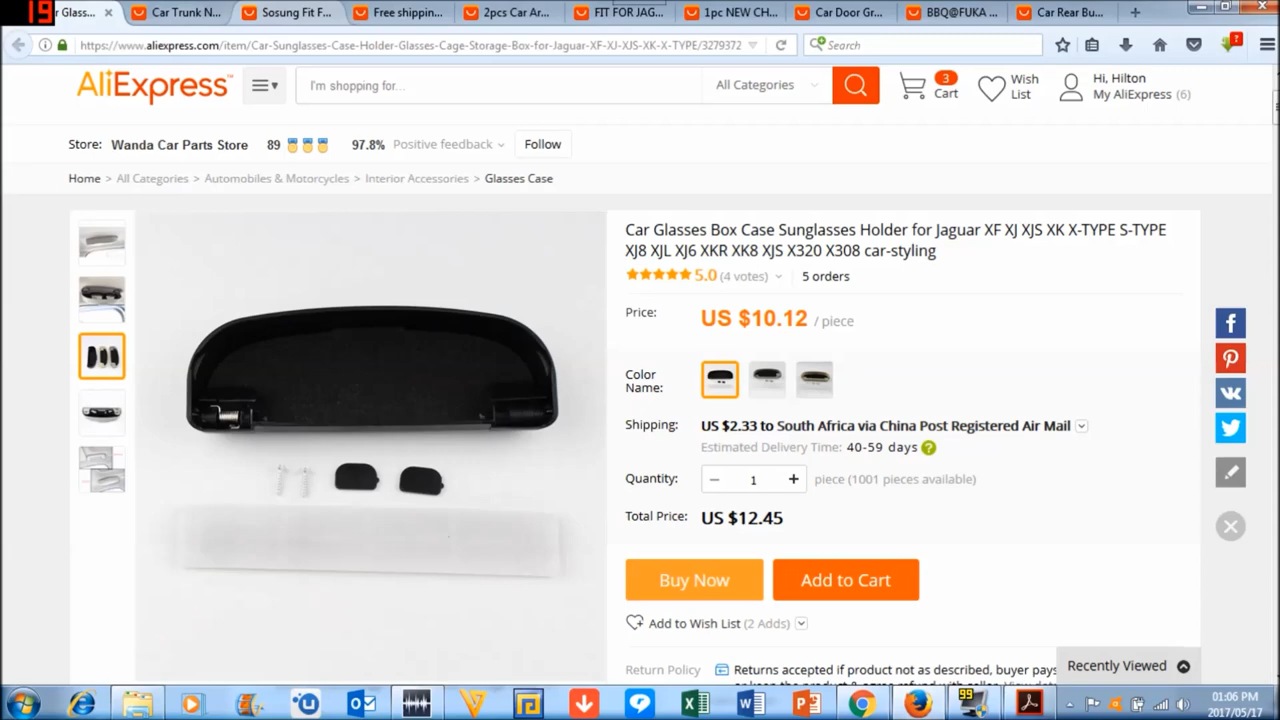 19
r Glass...
Car Trunk N...
Sosung Fit F...
Free shippin...
2pcs Car Ar...
FIT FOR JAG...
1pc NEW CH...
Car Door Gr...
BBQ@FUKA ...
Car Rear Bu...
https://www.aliexpress.com/item/Car-Sunglasses-Case-Holder-Glasses-Cage-Storage-Box-for-Jaguar-XF-XJ-XJS-XK-X-TYPE/3279372
Search
?
AliExpress™
I'm shopping for...
All Categories
3
Cart
Wish
List
Hi, Hilton
My AliExpress (6)
Store: Wanda Car Parts Store 89 97.8% Positive feedback Follow
Home > All Categories > Automobiles & Motorcycles > Interior Accessories > Glasses Case
Car Glasses Box Case Sunglasses Holder for Jaguar XF XJ XJS XK X-TYPE S-TYPE
XJ8 XJL XJ6 XKR XK8 XJS X320 X308 car-styling
5.0 (4 votes) 5 orders
Price: US $10.12 / piece
Color
Name:
Shipping: US $2.33 to South Africa via China Post Registered Air Mail
Estimated Delivery Time: 40-59 days ?
Quantity: − 1 + piece (1001 pieces available)
Total Price: US $12.45
Buy Now
Add to Cart
Add to Wish List (2 Adds)
Return Policy Returns accepted if product not as described, buyer pays
Recently Viewed
99
01:06 PM
2017/05/17